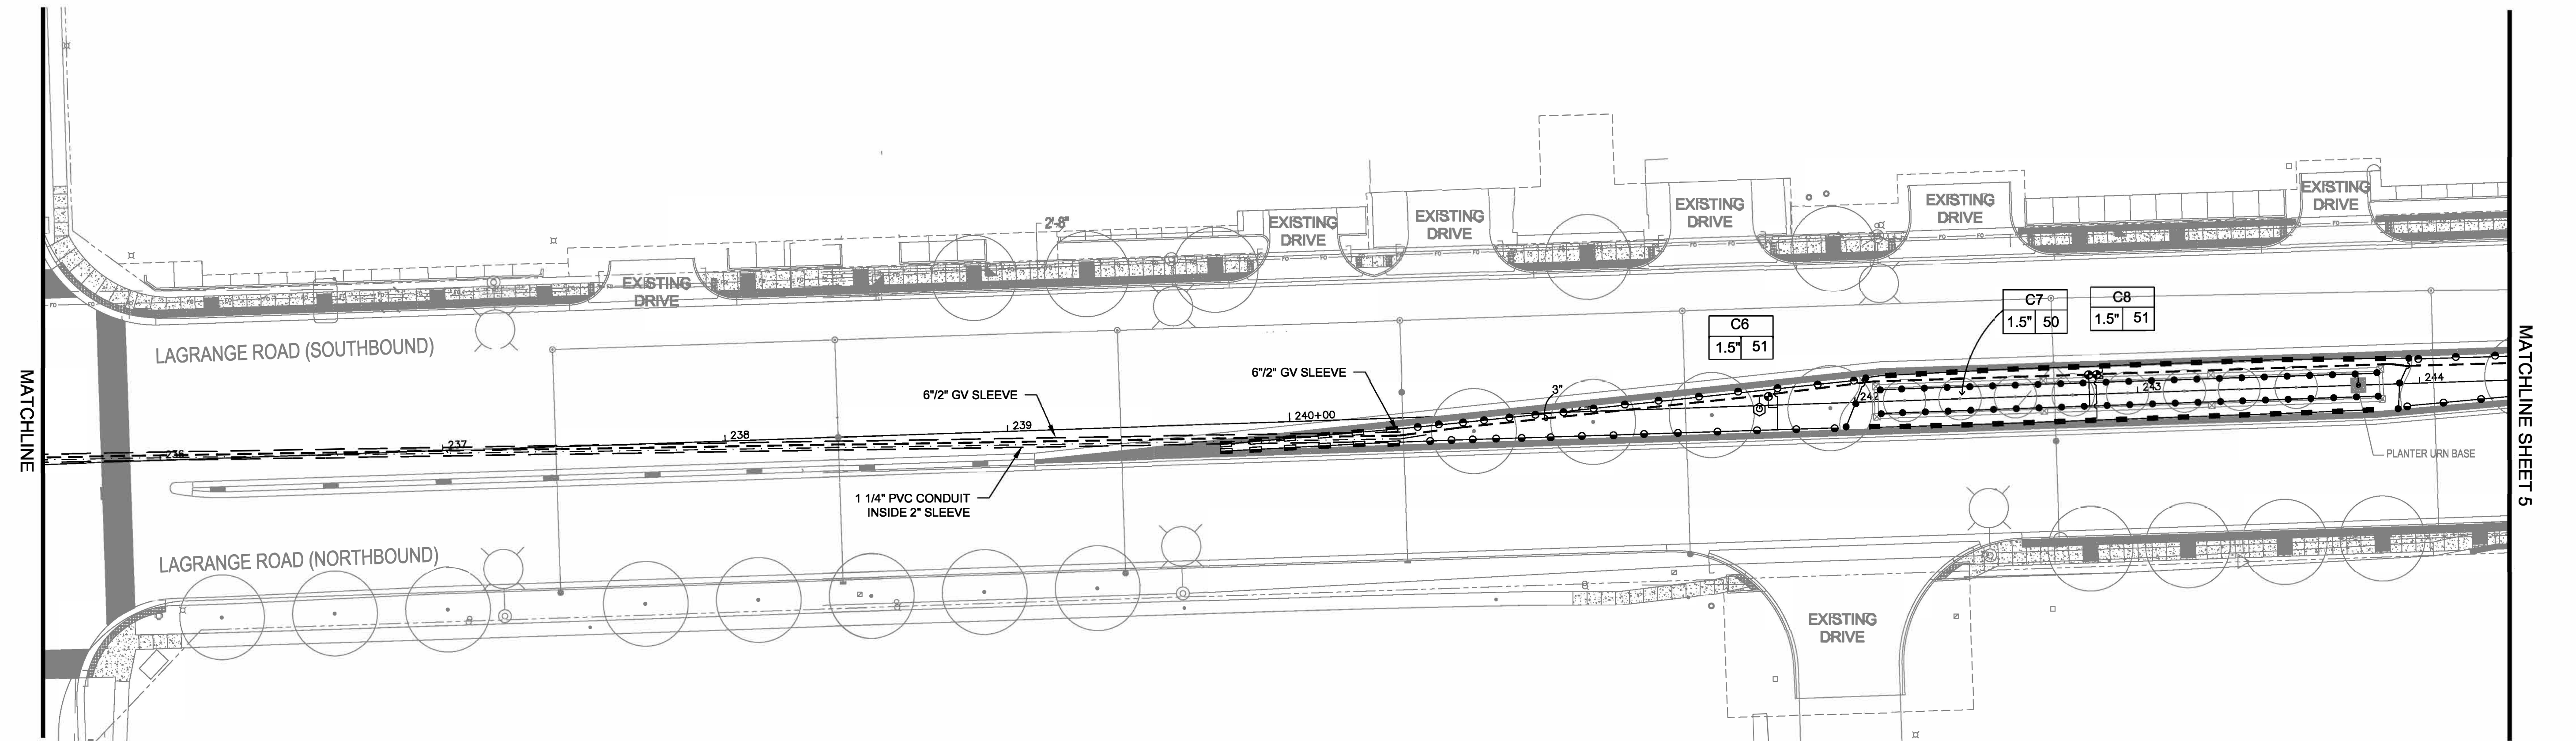 MATCHLINE
2'-8"
EXISTING
DRIVE
EXISTING
DRIVE
EXISTING
DRIVE
EXISTING
DRIVE
EXISTING
DRIVE
EXISTING
DRIVE
LAGRANGE ROAD (SOUTHBOUND)
C6
1.5" 51
C7
1.5" 50
C8
1.5" 51
6"/2" GV SLEEVE
6"/2" GV SLEEVE
3"
236
237
238
239
240+00
242
243
244
PLANTER URN BASE
1 1/4" PVC CONDUIT
INSIDE 2" SLEEVE
LAGRANGE ROAD (NORTHBOUND)
EXISTING
DRIVE
MATCHLINE SHEET 5